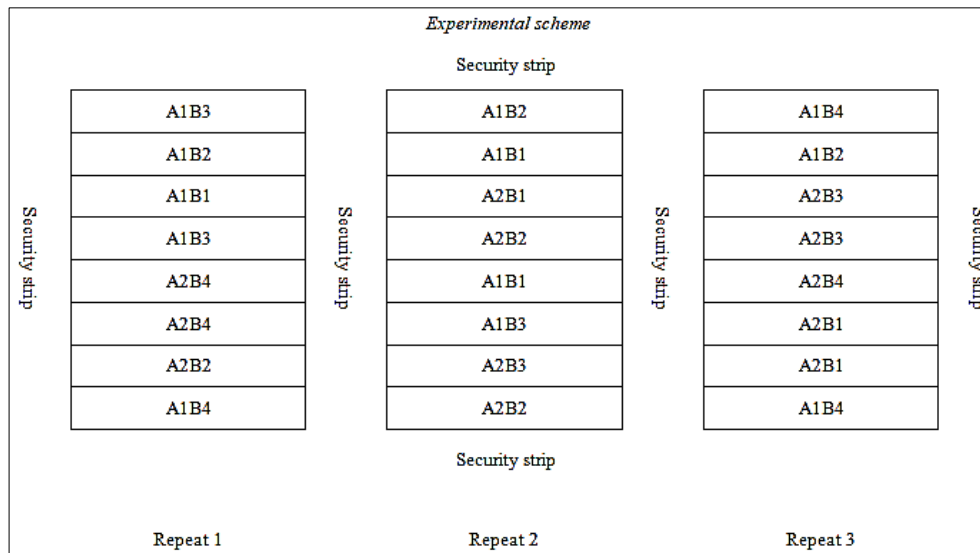 Experimental scheme
Security strip
A1B3
A1B2
A1B1
A1B3
A2B4
A2B4
A2B2
A1B4
A1B2
A1B1
A2B1
A2B2
A1B1
A1B3
A2B3
A2B2
A1B4
A1B2
A2B3
A2B3
A2B4
A2B1
A2B1
A1B4
Security strip
Security strip
Security strip
Security strip
Security strip
Repeat 1
Repeat 2
Repeat 3